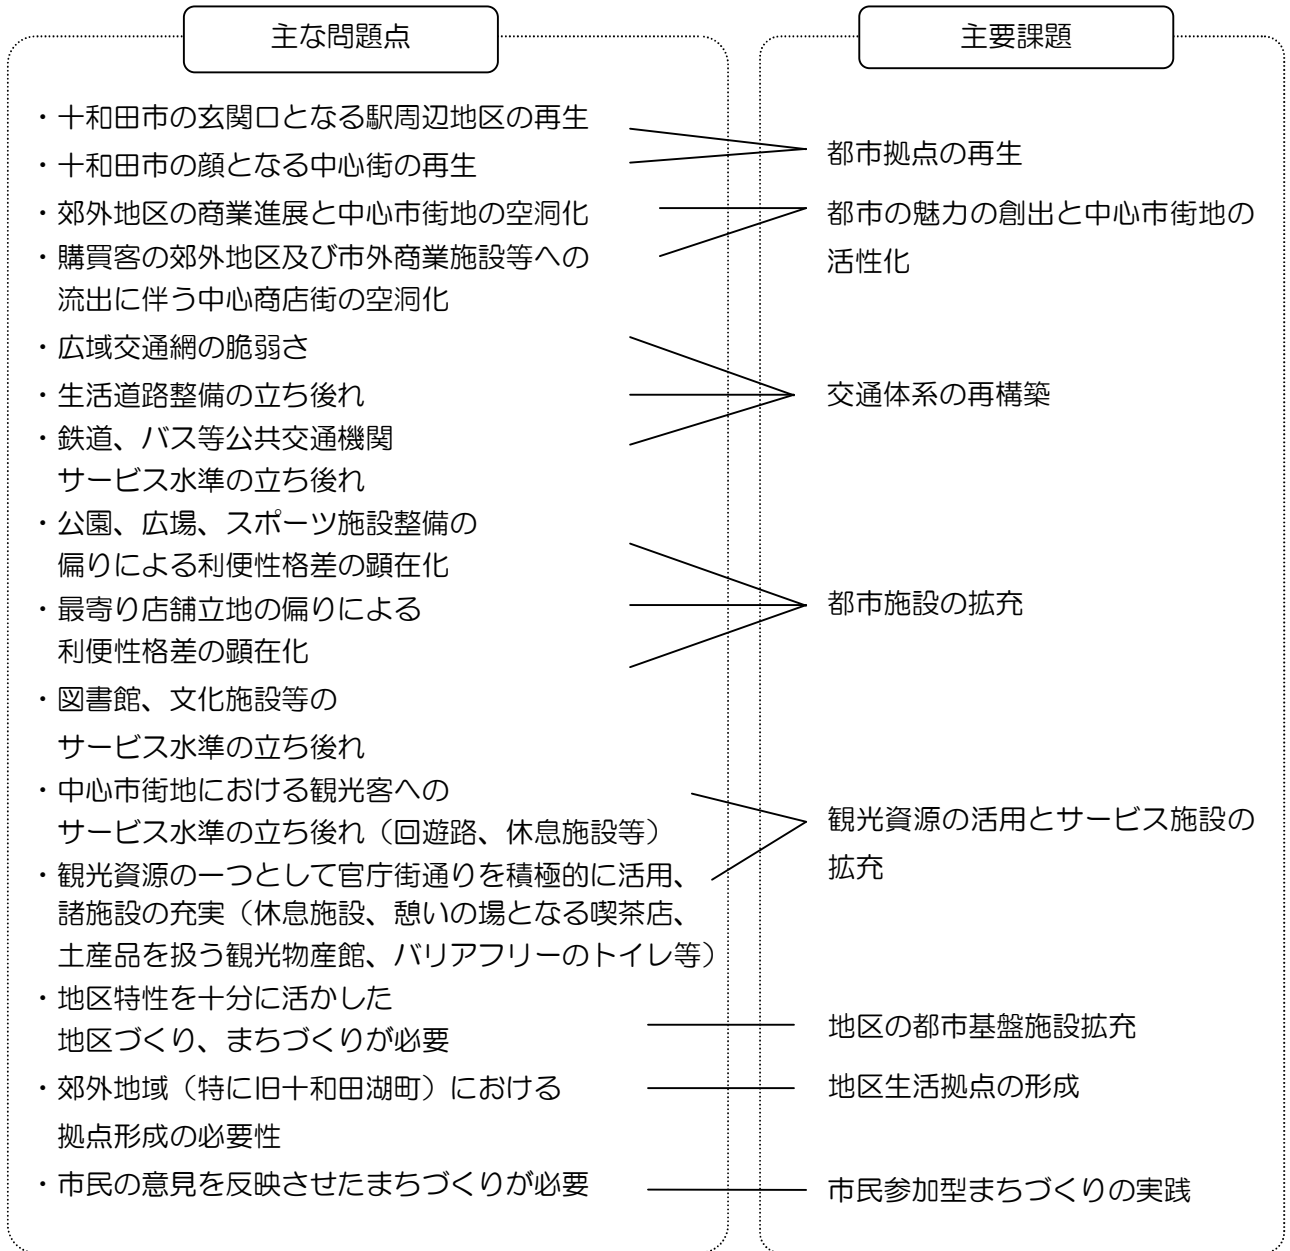 主な問題点
・十和田市の玄関口となる駅周辺地区の再生
・十和田市の顔となる中心街の再生
・郊外地区の商業進展と中心市街地の空洞化
・購買客の郊外地区及び市外商業施設等への
流出に伴う中心商店街の空洞化
・広域交通網の脆弱さ
・生活道路整備の立ち後れ
・鉄道、バス等公共交通機関
サービス水準の立ち後れ
・公園、広場、スポーツ施設整備の
偏りによる利便性格差の顕在化
・最寄り店舗立地の偏りによる
利便性格差の顕在化
・図書館、文化施設等の
サービス水準の立ち後れ
・中心市街地における観光客への
サービス水準の立ち後れ（回遊路、休息施設等）
・観光資源の一つとして官庁街通りを積極的に活用、
諸施設の充実（休息施設、憩いの場となる喫茶店、
土産品を扱う観光物産館、バリアフリーのトイレ等）
・地区特性を十分に活かした
地区づくり、まちづくりが必要
・郊外地域（特に旧十和田湖町）における
拠点形成の必要性
・市民の意見を反映させたまちづくりが必要
主要課題
都市拠点の再生
都市の魅力の創出と中心市街地の
活性化
交通体系の再構築
都市施設の拡充
観光資源の活用とサービス施設の
拡充
地区の都市基盤施設拡充
地区生活拠点の形成
市民参加型まちづくりの実践